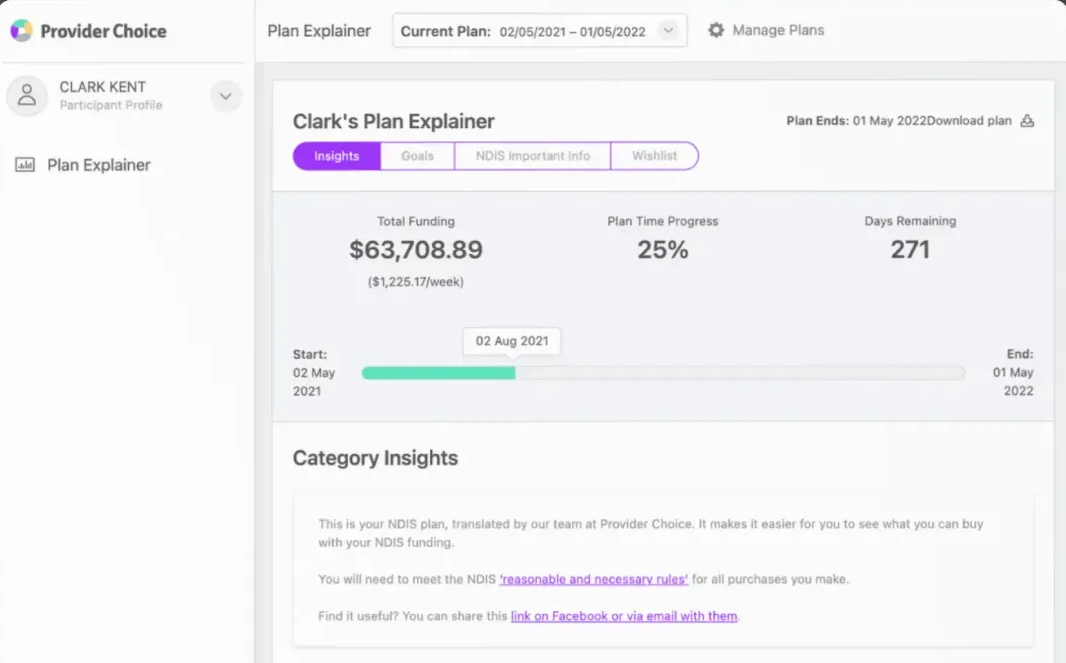 Provider Choice
CLARK KENT
Participant Profile
Plan Explainer
Plan Explainer
Current Plan: 02/05/2021 – 01/05/2022
Manage Plans
Clark's Plan Explainer
Plan Ends: 01 May 2022Download plan
Insights
Goals
NDIS Important Info
Wishlist
Total Funding
$63,708.89
($1,225.17/week)
Plan Time Progress
25%
Days Remaining
271
02 Aug 2021
Start:
02 May
2021
End:
01 May
2022
Category Insights
This is your NDIS plan, translated by our team at Provider Choice. It makes it easier for you to see what you can buy
with your NDIS funding.
You will need to meet the NDIS 'reasonable and necessary rules' for all purchases you make.
Find it useful? You can share this link on Facebook or via email with them.